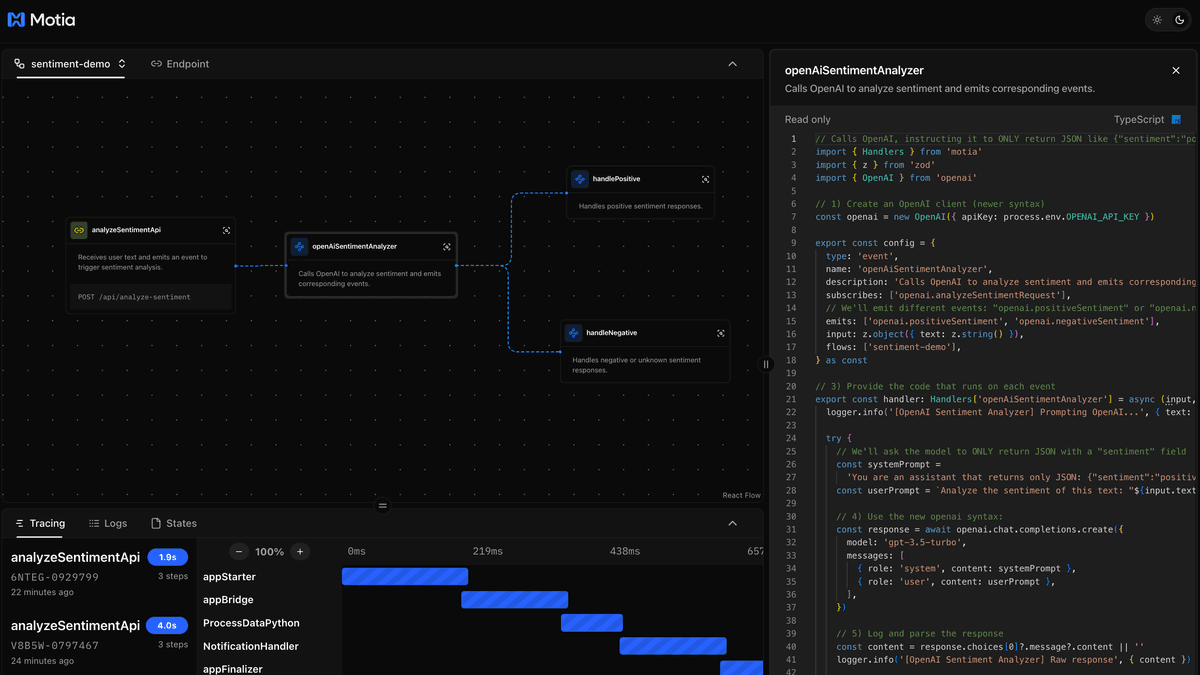 Motia
sentiment-demo
Endpoint
analyzeSentimentApi
Receives user text and emits an event to
trigger sentiment analysis.
POST /api/analyze-sentiment
openAiSentimentAnalyzer
Calls OpenAI to analyze sentiment and emits
corresponding events.
handlePositive
Handles positive sentiment responses.
handleNegative
Handles negative or unknown sentiment
responses.
React Flow
Tracing
Logs
States
analyzeSentimentApi
1.9s
6NTEG-0929799
3 steps
22 minutes ago
analyzeSentimentApi
4.0s
V8B5W-0797467
3 steps
24 minutes ago
100%
0ms
219ms
438ms
657
appStarter
appBridge
ProcessDataPython
NotificationHandler
appFinalizer
openAiSentimentAnalyzer
Calls OpenAI to analyze sentiment and emits corresponding events.
Read only
TypeScript
1 // Calls OpenAI, instructing it to ONLY return JSON like {"sentiment":"po
2 import { Handlers } from 'motia'
3 import { z } from 'zod'
4 import { OpenAI } from 'openai'
5
6 // 1) Create an OpenAI client (newer syntax)
7 const openai = new OpenAI({ apiKey: process.env.OPENAI_API_KEY })
8
9 export const config = {
10 type: 'event',
11 name: 'openAiSentimentAnalyzer',
12 description: 'Calls OpenAI to analyze sentiment and emits corresponding
13 subscribes: ['openai.analyzeSentimentRequest'],
14 // We'll emit different events: "openai.positiveSentiment" or "openai.n
15 emits: ['openai.positiveSentiment', 'openai.negativeSentiment'],
16 input: z.object({ text: z.string() }),
17 flows: ['sentiment-demo'],
18 } as const
19
20 // 3) Provide the code that runs on each event
21 export const handler: Handlers['openAiSentimentAnalyzer'] = async (input,
22 logger.info('[OpenAI Sentiment Analyzer] Prompting OpenAI...', { text:
23
24 try {
25 // We'll ask the model to ONLY return JSON with a "sentiment" field
26 const systemPrompt =
27 'You are an assistant that returns only JSON: {"sentiment":"positiv
28 const userPrompt = `Analyze the sentiment of this text: "${input.text
29
30 // 4) Use the new openai syntax:
31 const response = await openai.chat.completions.create({
32 model: 'gpt-3.5-turbo',
33 messages: [
34 { role: 'system', content: systemPrompt },
35 { role: 'user', content: userPrompt },
36 ],
37 })
38
39 // 5) Log and parse the response
40 const content = response.choices[0]?.message?.content || ''
41 logger.info('[OpenAI Sentiment Analyzer] Raw response', { content })
42